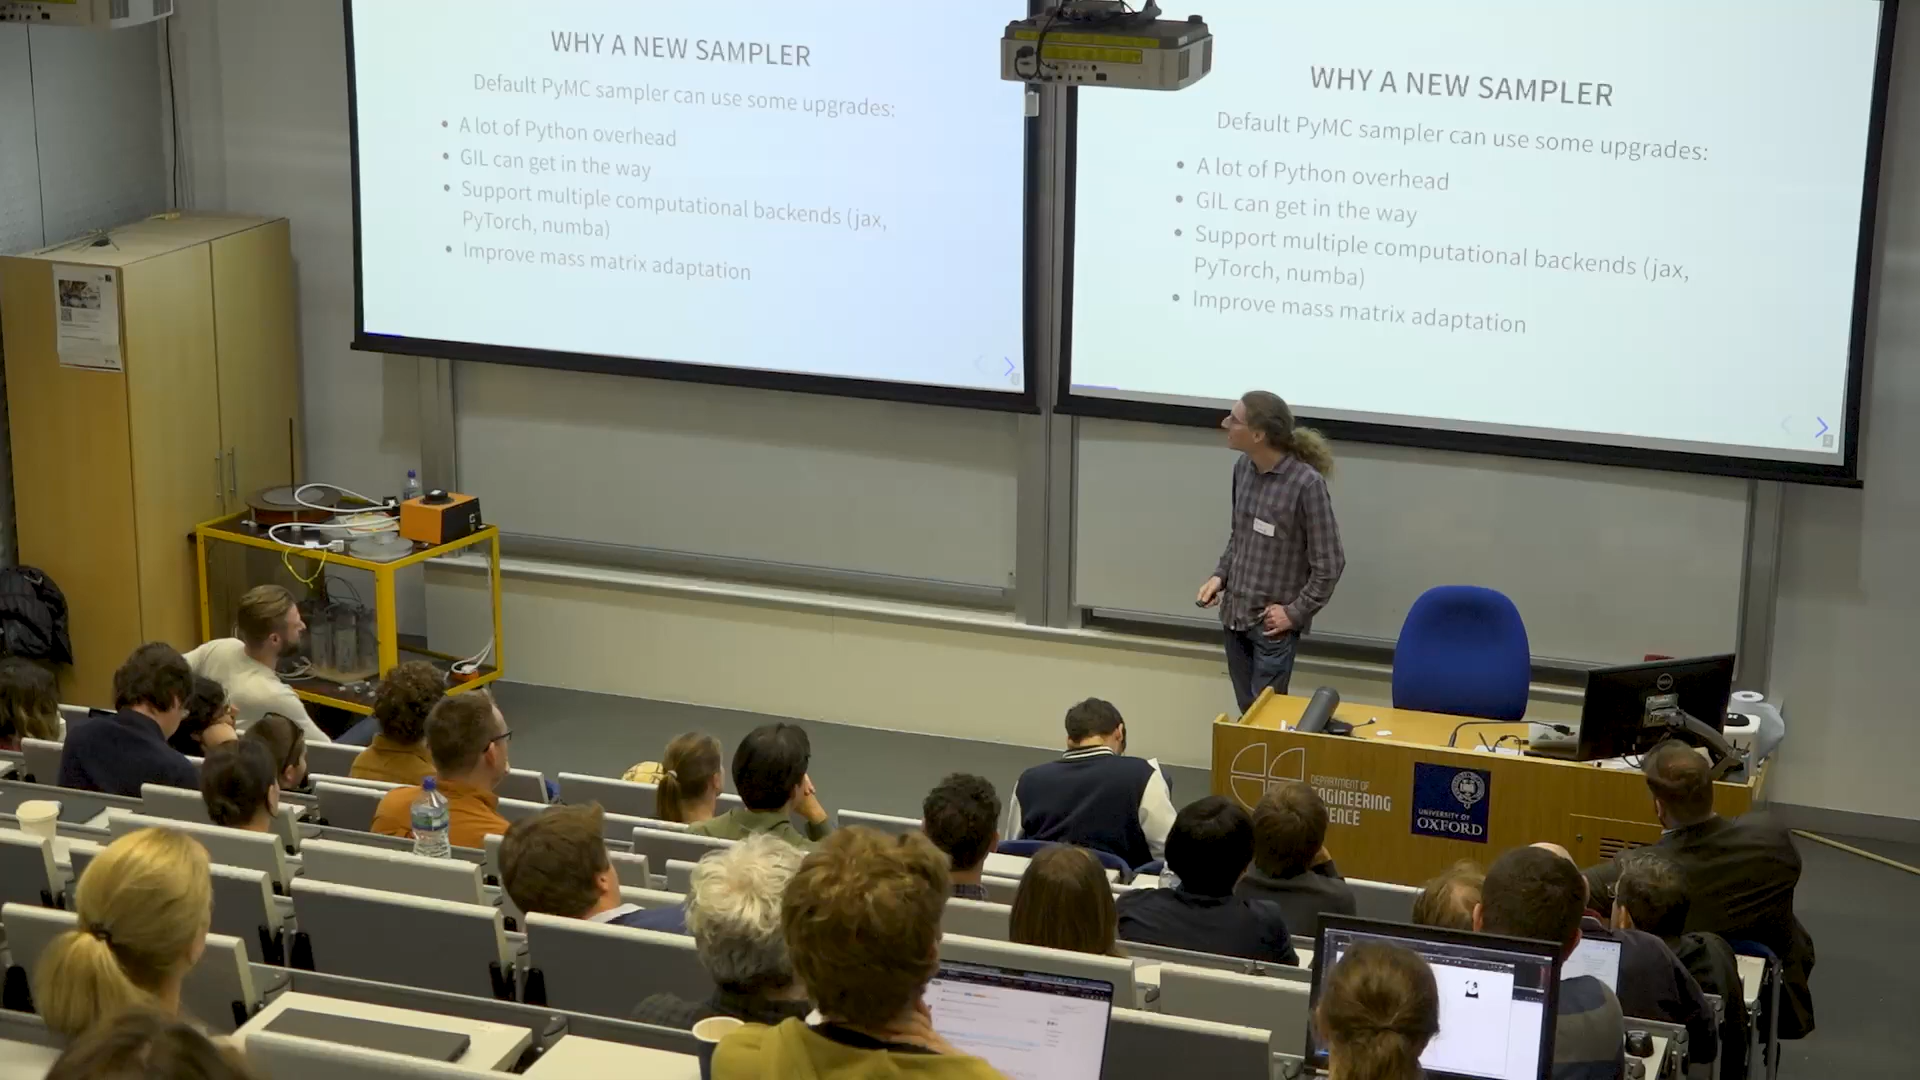 WHY A NEW SAMPLER
Default PyMC sampler can use some upgrades:
• A lot of Python overhead
• GIL can get in the way
• Support multiple computational backends (jax,
PyTorch, numba)
• Improve mass matrix adaptation
WHY A NEW SAMPLER
Default PyMC sampler can use some upgrades:
• A lot of Python overhead
• GIL can get in the way
• Support multiple computational backends (jax,
PyTorch, numba)
• Improve mass matrix adaptation
DELL
DEPARTMENT OF
UNIVERSITY OF
OXFORD